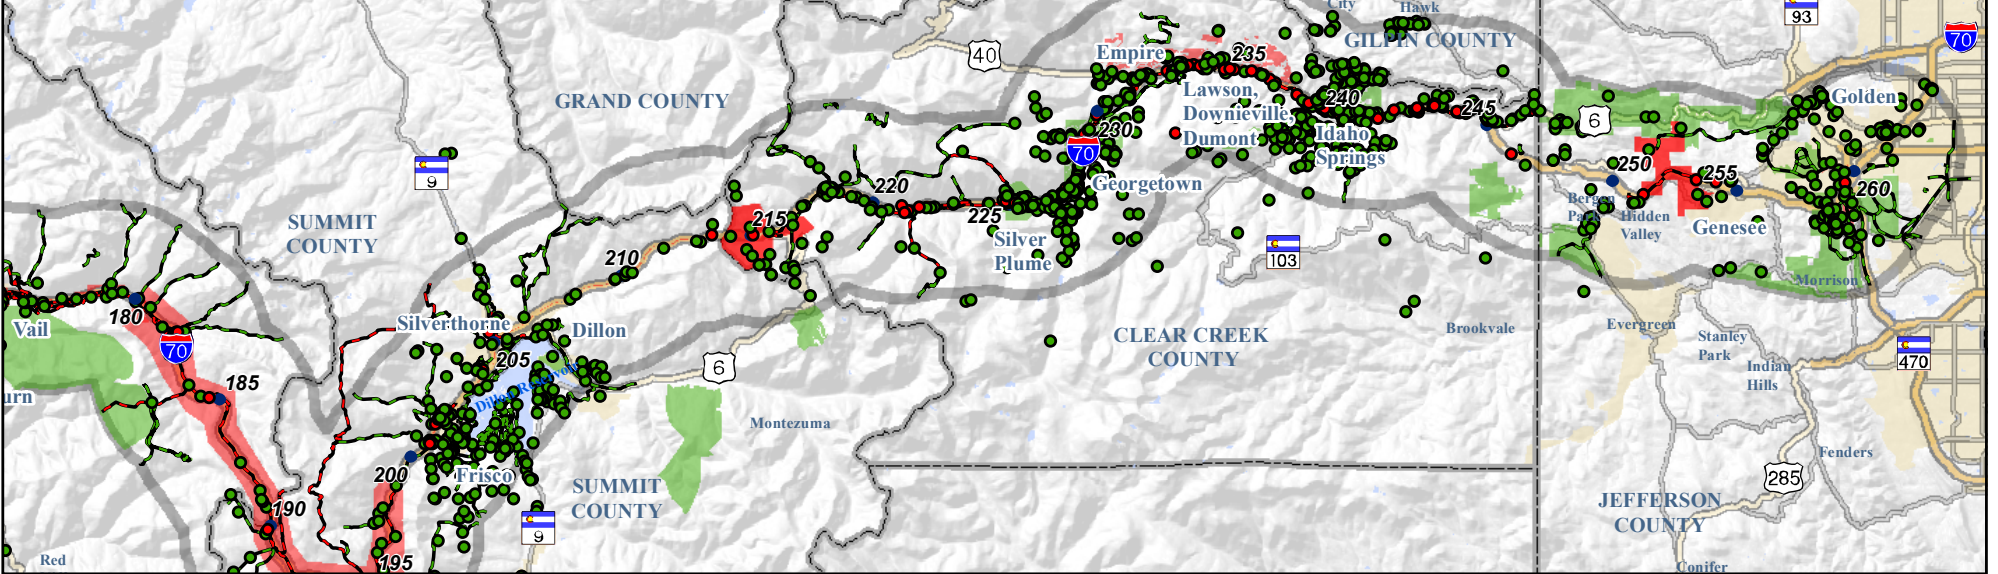 City
Hawk
93
70
40
Empire
235
GILPIN COUNTY
GRAND COUNTY
Lawson,
Downieville,
Dumont
240
245
Golden
6
230
70
Idaho
Springs
9
250
255
260
220
Georgetown
Bergen
Park
Hidden
Valley
Genesee
SUMMIT
COUNTY
215
225
Silver
Plume
210
103
Morrison
180
Vail
70
Silverthorne
Dillon
205
CLEAR CREEK
COUNTY
Brookvale
Evergreen
Stanley
Park
Indian
Hills
470
6
185
urn
Dillon Reservoir
Montezuma
Fenders
200
Frisco
SUMMIT
COUNTY
285
190
9
JEFFERSON
COUNTY
Red
195
Conifer